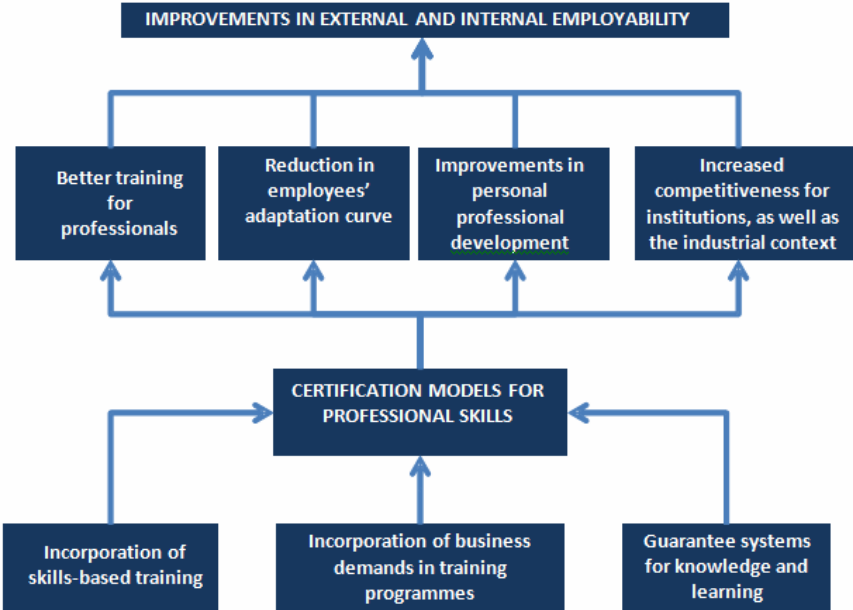 IMPROVEMENTS IN EXTERNAL AND INTERNAL EMPLOYABILITY
Better training
for
professionals
Reduction in
employees'
adaptation curve
Improvements in
personal
professional
development
Increased
competitiveness for
institutions, as well as
the industrial context
CERTIFICATION MODELS FOR
PROFESSIONAL SKILLS
Incorporation of
skills-based training
Incorporation of business
demands in training
programmes
Guarantee systems
for knowledge and
learning